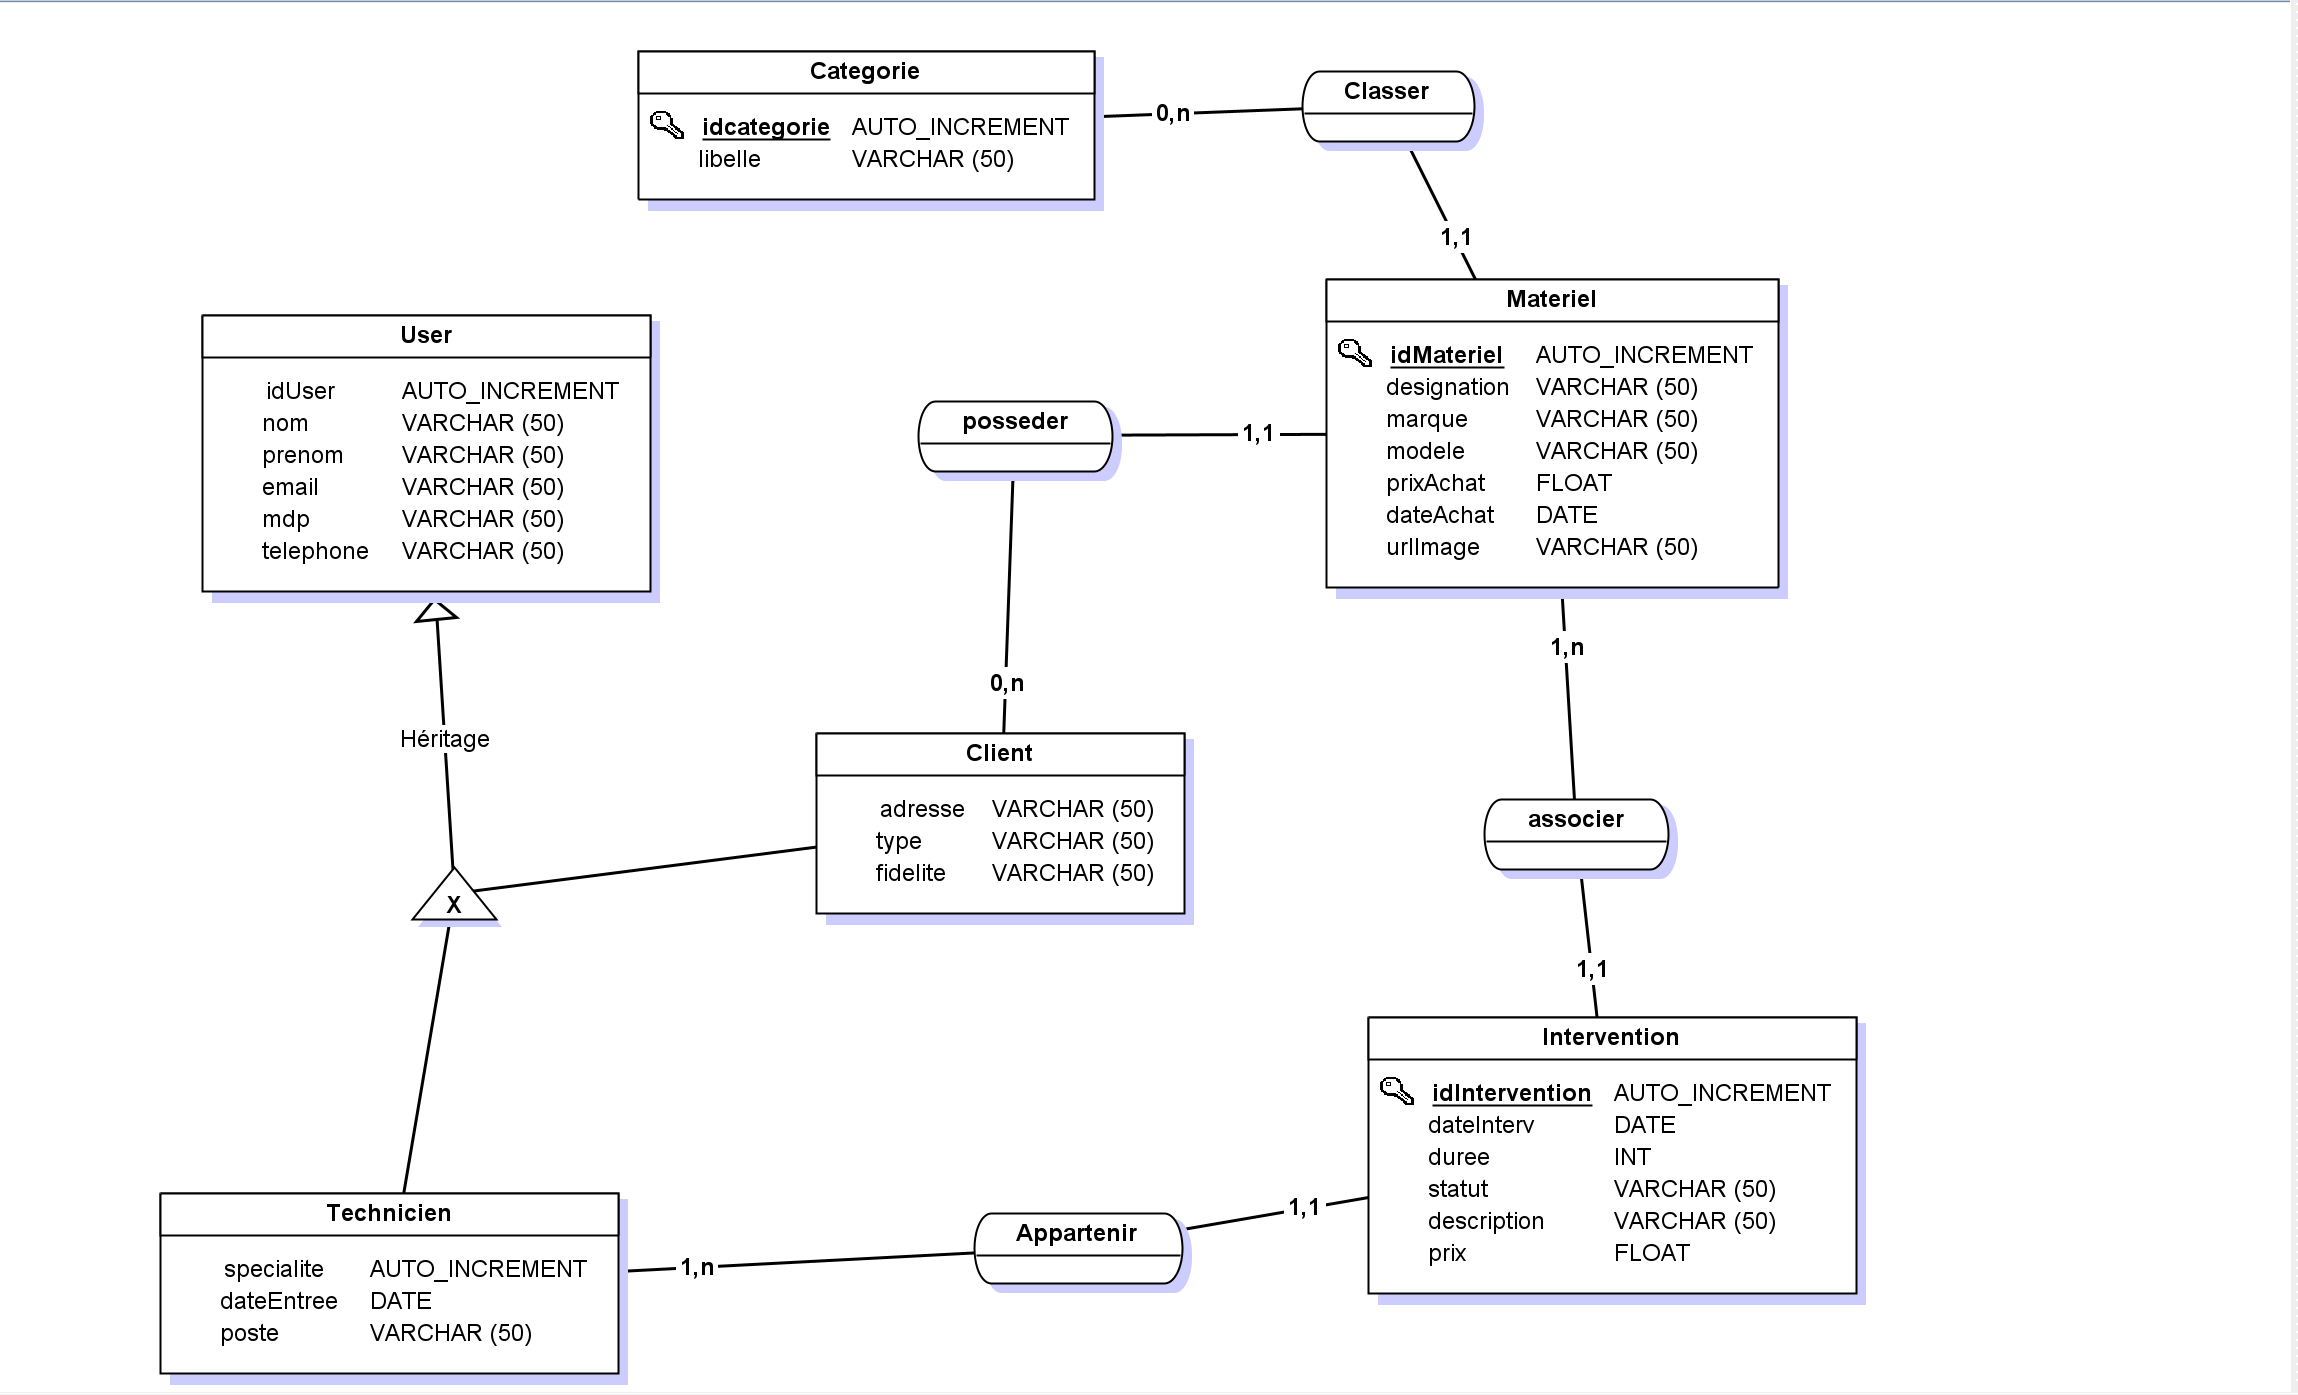 Categorie
idcategorie AUTO_INCREMENT
libelle VARCHAR (50)
0,n
Classer
1,1
Materiel
idMateriel AUTO_INCREMENT
designation VARCHAR (50)
marque VARCHAR (50)
modele VARCHAR (50)
prixAchat FLOAT
dateAchat DATE
urlImage VARCHAR (50)
User
idUser AUTO_INCREMENT
nom VARCHAR (50)
prenom VARCHAR (50)
email VARCHAR (50)
mdp VARCHAR (50)
telephone VARCHAR (50)
posseder
1,1
0,n
1,n
Héritage
Client
adresse VARCHAR (50)
type VARCHAR (50)
fidelite VARCHAR (50)
associer
X
1,1
Intervention
idIntervention AUTO_INCREMENT
dateInterv DATE
duree INT
statut VARCHAR (50)
description VARCHAR (50)
prix FLOAT
Technicien
specialite AUTO_INCREMENT
dateEntree DATE
poste VARCHAR (50)
1,n
Appartenir
1,1